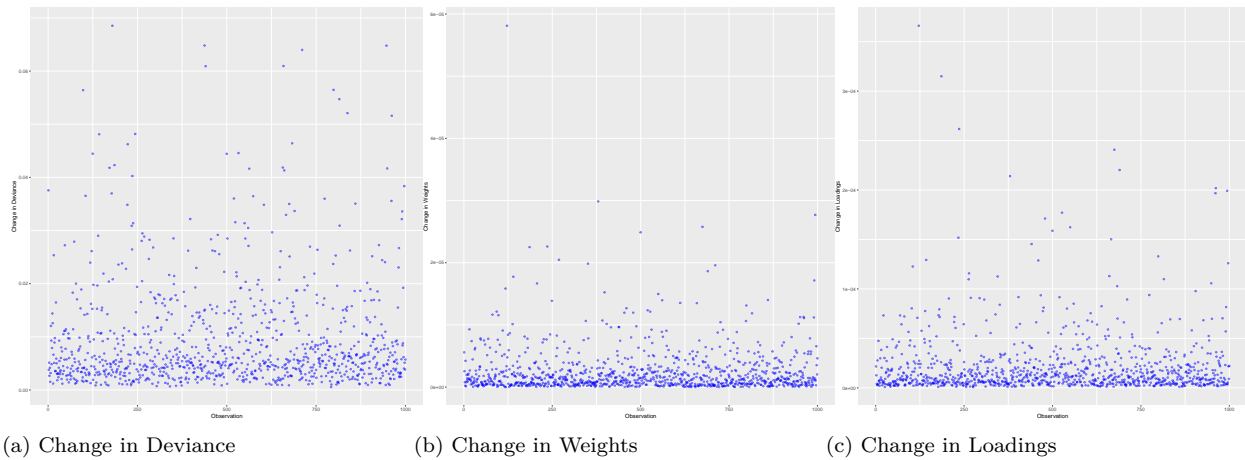 Change in Deviance
0.06
0.04
0.02
0.00
0
250
500
750
1000
Observation
Change in Weights
6e−05
4e−05
2e−05
0e+00
0
250
500
750
1000
Observation
Change in Loadings
3e−04
2e−04
1e−04
0e+00
0
250
500
750
1000
Observation
(a) Change in Deviance
(b) Change in Weights
(c) Change in Loadings